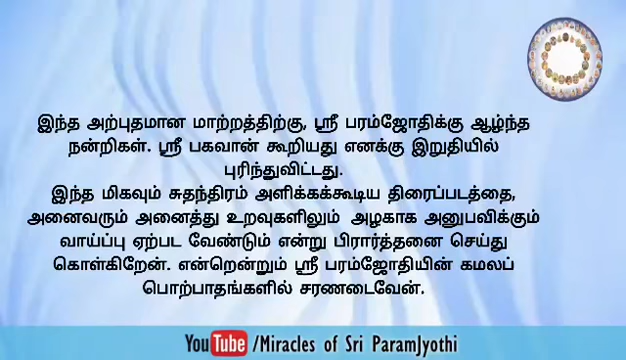 இந்த அற்புதமான மாற்றத்திற்கு, ஸ்ரீ பரம்ஜோதிக்கு ஆழ்ந்த
நன்றிகள். ஸ்ரீ பகவான் கூறியது எனக்கு இறுதியில்
புரிந்துவிட்டது.
இந்த மிகவும் சுதந்திரம் அளிக்கக்கூடிய திரைப்படத்தை,
அனைவரும் அனைத்து உறவுகளிலும் அழகாக அனுபவிக்கும்
வாய்ப்பு ஏற்பட வேண்டும் என்று பிரார்த்தனை செய்து
கொள்கிறேன். என்றென்றும் ஸ்ரீ பரம்ஜோதியின் கமலப்
பொற்பாதங்களில் சரணடைவேன்.
YouTube /Miracles of Sri ParamJyothi